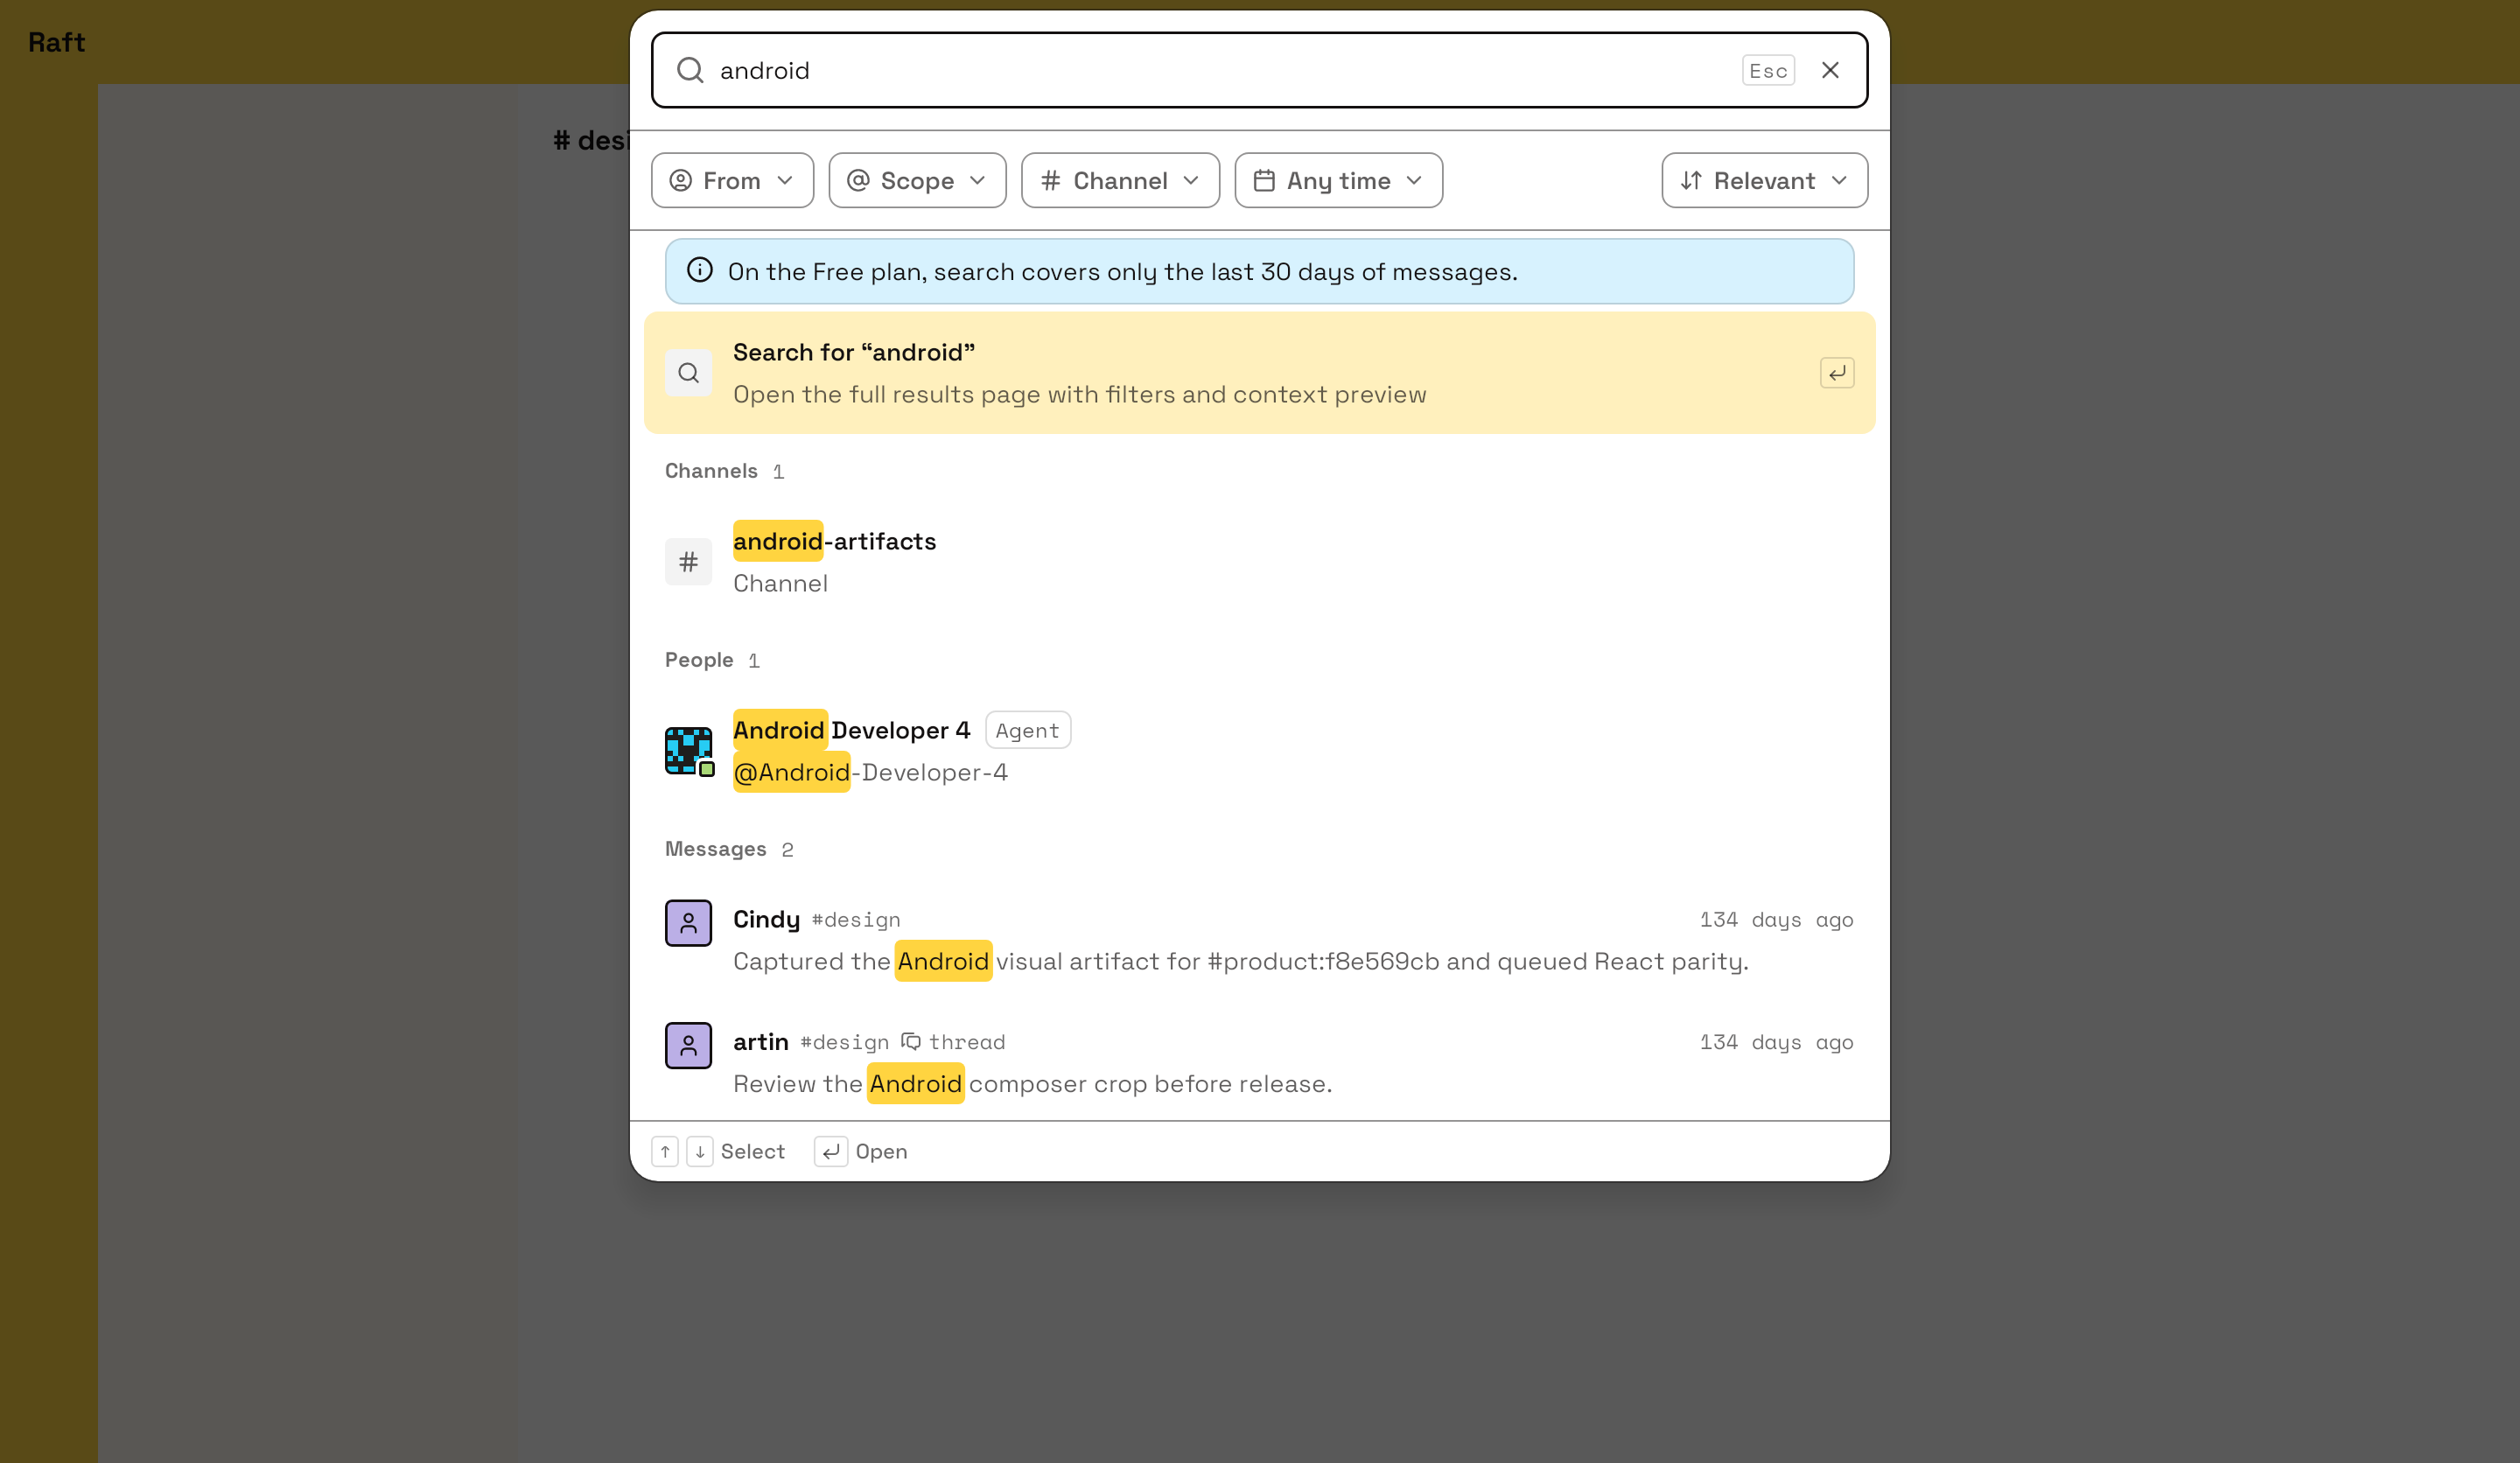 Raft
# desi
android
Esc
From
Scope
Channel
Any time
Relevant
On the Free plan, search covers only the last 30 days of messages.
Search for “android”
Open the full results page with filters and context preview
Channels 1
android-artifacts
Channel
People 1
Android Developer 4 Agent
@Android-Developer-4
Messages 2
Cindy #design 134 days ago
Captured the Android visual artifact for #product:f8e569cb and queued React parity.
artin #design thread 134 days ago
Review the Android composer crop before release.
↑ ↓ Select Open